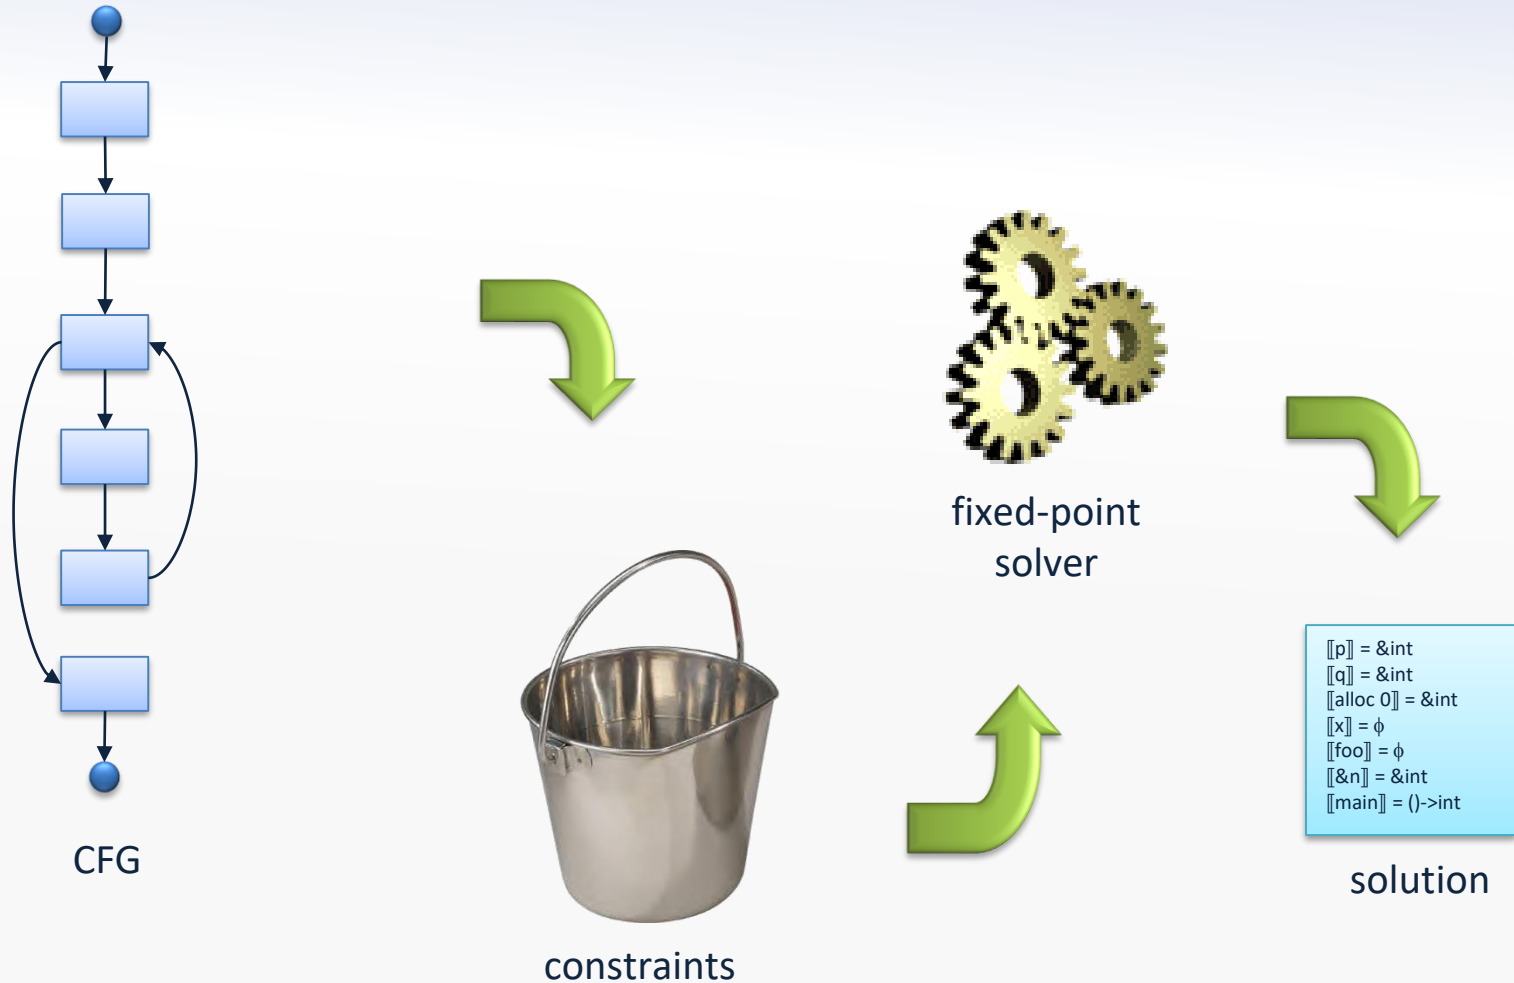 fixed-point
solver
⟦p⟧ = &int
⟦q⟧ = &int
⟦alloc 0⟧ = &int
⟦x⟧ = ϕ
⟦foo⟧ = ϕ
⟦&n⟧ = &int
⟦main⟧ = ()->int
CFG
solution
constraints